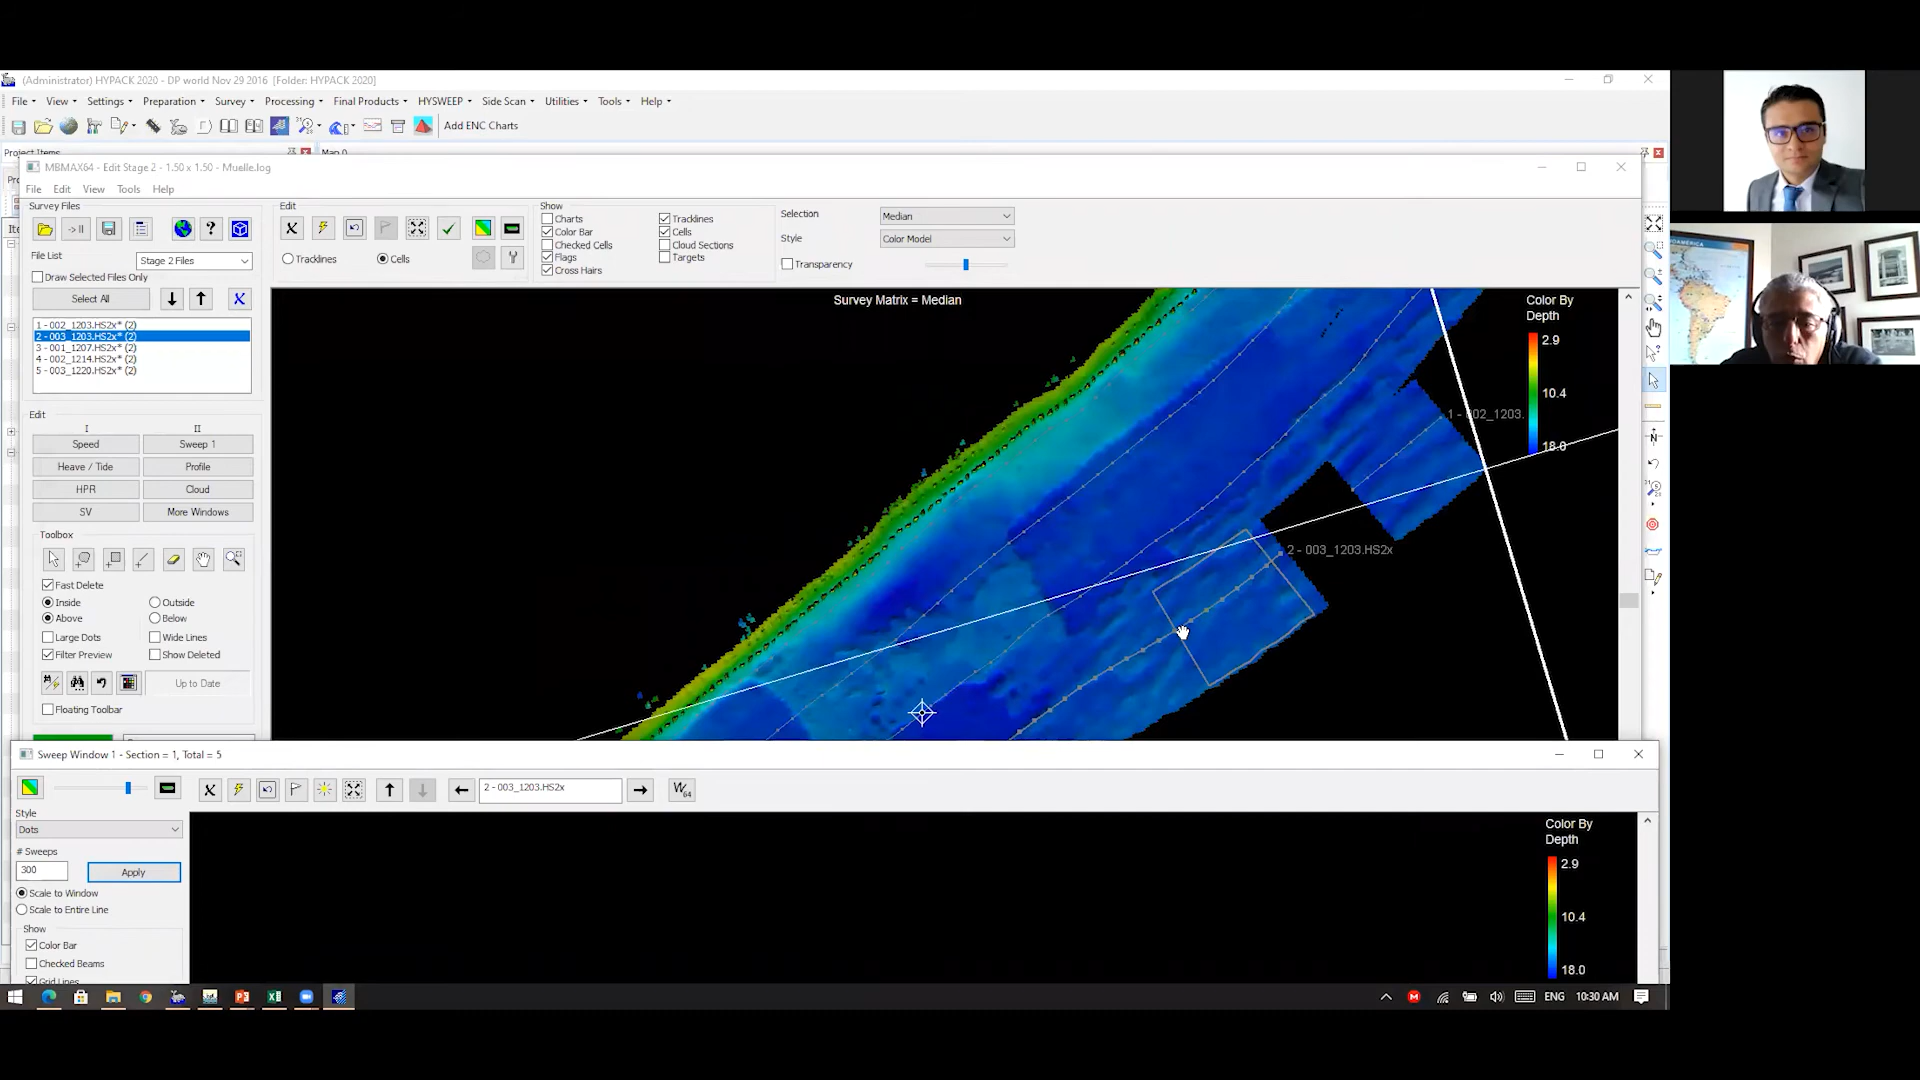 (Administrator) HYPACK 2020 - DP world Nov 29 2016 [Folder: HYPACK 2020]
File View Settings Preparation Survey Processing Final Products HYSWEEP Side Scan Utilities Tools Help
Add ENC Charts
Project Items
Map 0
MBMAX64 - Edit Stage 2 - 1.50 x 1.50 - Muelle.log
File Edit View Tools Help
Survey Files
File List
Stage 2 Files
Draw Selected Files Only
Select All
1 - 002_1203.HS2x* (2)
2 - 003_1203.HS2x* (2)
3 - 001_1207.HS2x* (2)
4 - 002_1214.HS2x* (2)
5 - 003_1220.HS2x* (2)
Edit
I II
Speed Sweep 1
Heave / Tide Profile
HPR Cloud
SV More Windows
Toolbox
Fast Delete
Inside Outside
Above Below
Large Dots Wide Lines
Filter Preview Show Deleted
Up to Date
Floating Toolbar
Edit
Tracklines Cells
Show
Charts Tracklines
Color Bar Cells
Checked Cells Cloud Sections
Flags Targets
Cross Hairs
Selection Median
Style Color Model
Transparency
Survey Matrix = Median
Color By
Depth
2.9
10.4
18.0
1 - 002_1203.
2 - 003_1203.HS2x
Sweep Window 1 - Section = 1, Total = 5
2 - 003_1203.HS2x
W64
Style
Dots
# Sweeps
300 Apply
Scale to Window
Scale to Entire Line
Show
Color Bar
Checked Beams
Grid Lines
Color By
Depth
2.9
10.4
18.0
ENG 10:30 AM